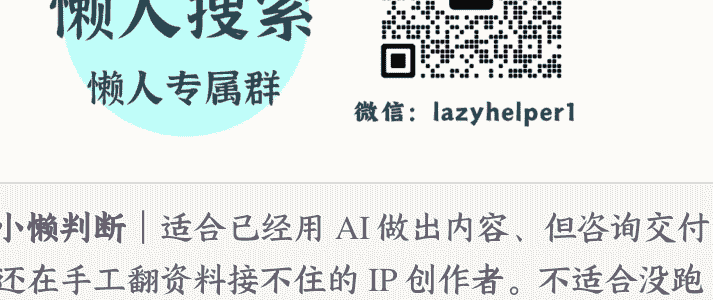 懒人搜索
懒人专属群
微信：lazyhelper1
小懒判断｜适合已经用 AI 做出内容、但咨询交付
还在手工翻资料接不住的 IP 创作者。不适合没跑